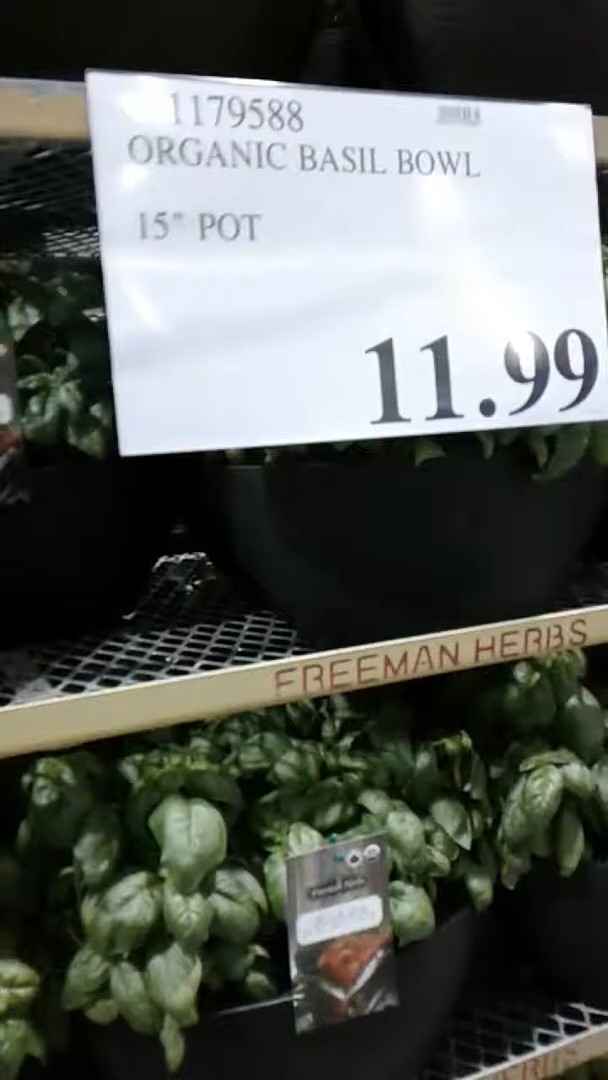 1179588
ORGANIC BASIL BOWL
15" POT
11.99
FREEMAN HERBS